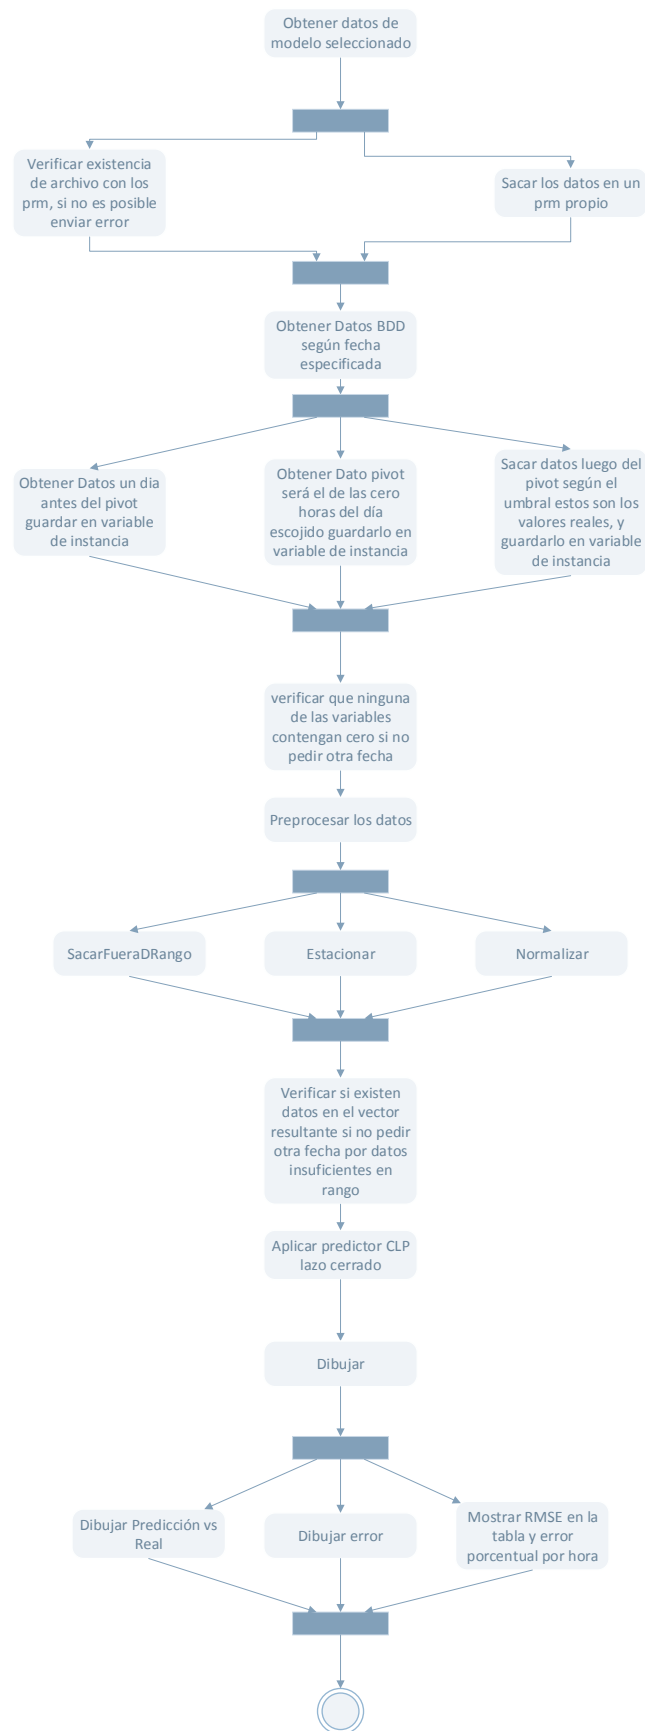 Obtener datos de
modelo seleccionado
Verificar existencia
de archivo con los
prm, si no es posible
enviar error
Sacar los datos en un
prm propio
Obtener Datos BDD
según fecha
especificada
Obtener Datos un dia
antes del pivot
guardar en variable
de instancia
Obtener Dato pivot
será el de las cero
horas del día
escojido guardarlo en
variable de instancia
Sacar datos luego del
pivot según el
umbral estos son los
valores reales, y
guardarlo en variable
de instancia
verificar que ninguna
de las variables
contengan cero si no
pedir otra fecha
Preprocesar los datos
SacarFueraDRango
Estacionar
Normalizar
Verificar si existen
datos en el vector
resultante si no pedir
otra fecha por datos
insuficientes en
rango
Aplicar predictor CLP
lazo cerrado
Dibujar
Dibujar Predicción vs
Real
Dibujar error
Mostrar RMSE en la
tabla y error
porcentual por hora